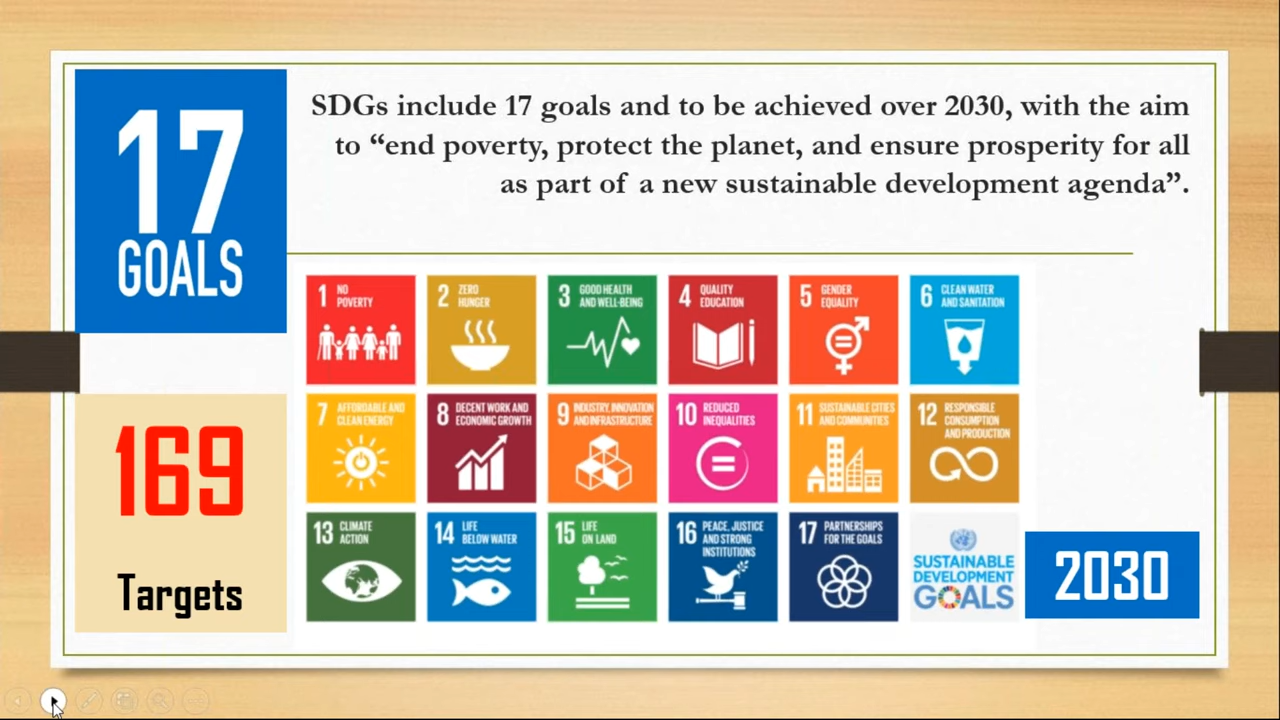 17
GOALS
SDGs include 17 goals and to be achieved over 2030, with the aim
to “end poverty, protect the planet, and ensure prosperity for all
as part of a new sustainable development agenda”.
169
Targets
1 NO
POVERTY
2 ZERO
HUNGER
3 GOOD HEALTH
AND WELL-BEING
4 QUALITY
EDUCATION
5 GENDER
EQUALITY
6 CLEAN WATER
AND SANITATION
7 AFFORDABLE AND
CLEAN ENERGY
8 DECENT WORK AND
ECONOMIC GROWTH
9 INDUSTRY, INNOVATION
AND INFRASTRUCTURE
10 REDUCED
INEQUALITIES
11 SUSTAINABLE CITIES
AND COMMUNITIES
12 RESPONSIBLE
CONSUMPTION
AND PRODUCTION
13 CLIMATE
ACTION
14 LIFE
BELOW WATER
15 LIFE
ON LAND
16 PEACE, JUSTICE
AND STRONG
INSTITUTIONS
17 PARTNERSHIPS
FOR THE GOALS
SUSTAINABLE
DEVELOPMENT
GOALS
2030